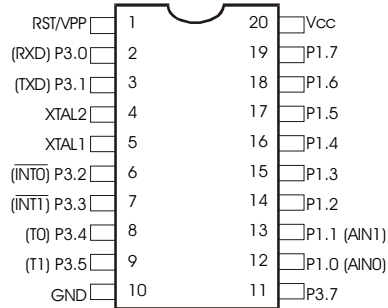 RST/VPP 1 20 Vcc
(RXD) P3.0 2 19 P1.7
(TXD) P3.1 3 18 P1.6
XTAL2 4 17 P1.5
XTAL1 5 16 P1.4
(INT0) P3.2 6 15 P1.3
(INT1) P3.3 7 14 P1.2
(T0) P3.4 8 13 P1.1 (AIN1)
(T1) P3.5 9 12 P1.0 (AIN0)
GND 10 11 P3.7